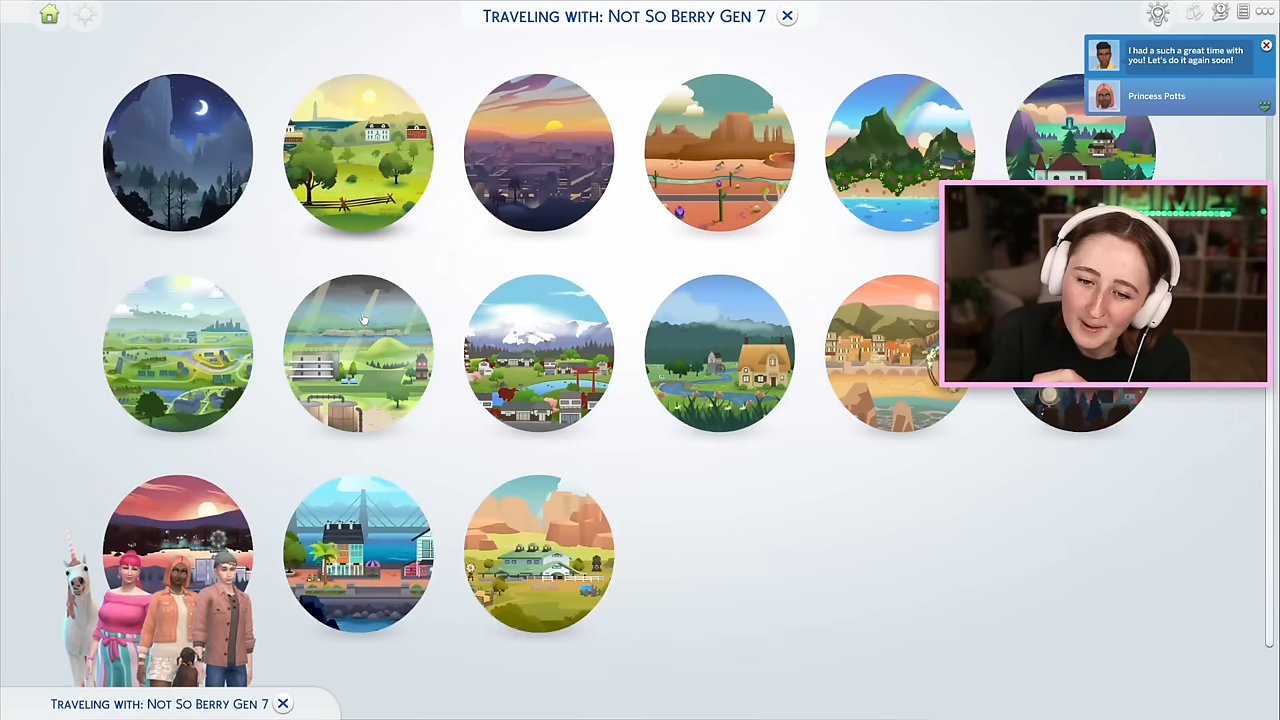 Traveling with: Not So Berry Gen 7
I had a such a great time with
you! Let's do it again soon!
Princess Potts
Traveling with: Not So Berry Gen 7